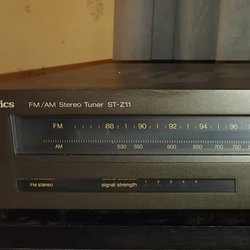 nics FM/AM Stereo Tuner ST-Z11
FM 88 90 92 94 96
AM 530 550 600 650 700 750
FM stereo signal strength 1 2 3 4 5